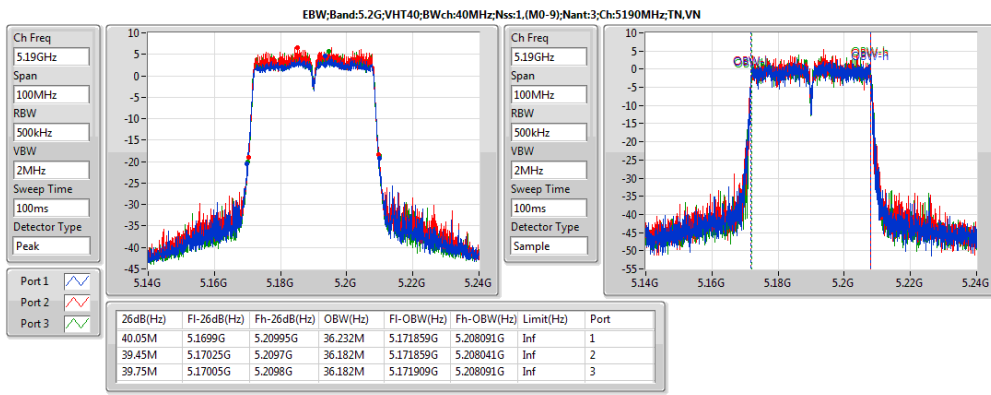 EBW;Band:5.2G;VHT40;BWch:40MHz;Nss:1,(M0-9);Nant:3;Ch:5190MHz;TN,VN
Ch Freq
5.19GHz
Span
100MHz
RBW
500kHz
VBW
2MHz
Sweep Time
100ms
Detector Type
Peak
10
5
0
-5
-10
-15
-20
-25
-30
-35
-40
-45
5.14G 5.16G 5.18G 5.2G 5.22G 5.24G
Ch Freq
5.19GHz
Span
100MHz
RBW
500kHz
VBW
2MHz
Sweep Time
100ms
Detector Type
Sample
10
5
0
-5
-10
-15
-20
-25
-30
-35
-40
-45
-50
-55
OBW-h
5.14G 5.16G 5.18G 5.2G 5.22G 5.24G
Port 1
Port 2
Port 3
26dB(Hz) Fl-26dB(Hz) Fh-26dB(Hz) OBW(Hz) Fl-OBW(Hz) Fh-OBW(Hz) Limit(Hz) Port
40.05M 5.1699G 5.20995G 36.232M 5.171859G 5.208091G Inf 1
39.45M 5.17025G 5.2097G 36.182M 5.171859G 5.208041G Inf 2
39.75M 5.17005G 5.2098G 36.182M 5.171909G 5.208091G Inf 3